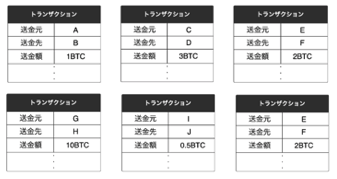 トランザクション
送金元 A
送金先 B
送金額 1BTC
:
:
トランザクション
送金元 C
送金先 D
送金額 3BTC
:
:
トランザクション
送金元 E
送金先 F
送金額 2BTC
:
:
トランザクション
送金元 G
送金先 H
送金額 10BTC
:
:
トランザクション
送金元 I
送金先 J
送金額 0.5BTC
:
:
トランザクション
送金元 E
送金先 F
送金額 2BTC
:
: